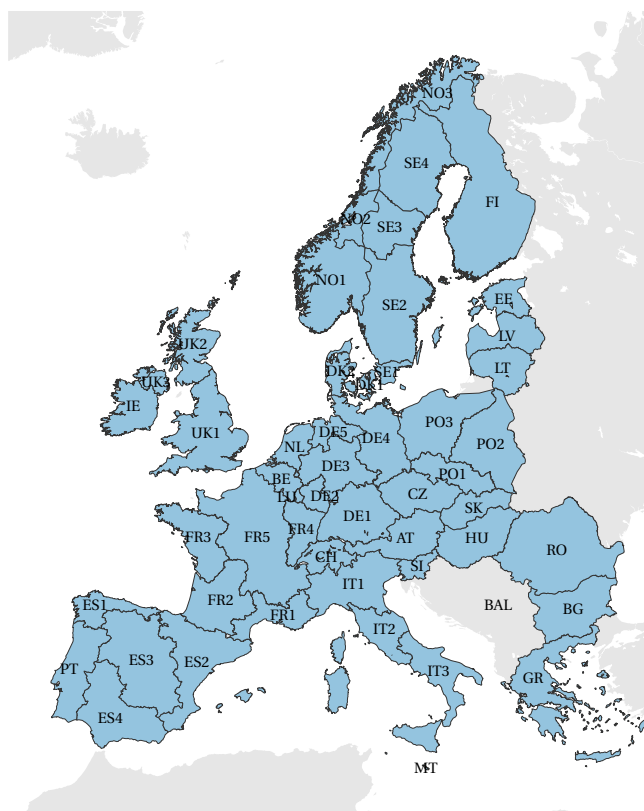 NO3
SE4
FI
NO2
SE3
NO1
SE2
EE
LV
UK2
LT
DK2
SE1
DK1
UK3
IE
PO3
UK1
DE5
DE4
PO2
NL
DE3
PO1
BE
CZ
LU
DE2
SK
DE1
FR4
FR3
FR5
AT
HU
RO
CH
SI
IT1
FR2
ES1
BAL
BG
FR1
IT2
ES3
ES2
PT
IT3
GR
ES4
MT